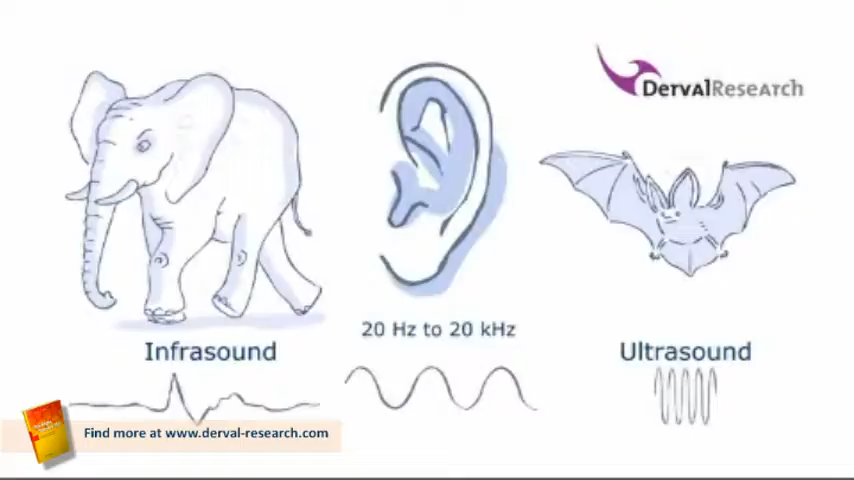 DervalResearch
20 Hz to 20 kHz
Infrasound
Ultrasound
Find more at www.derval-research.com